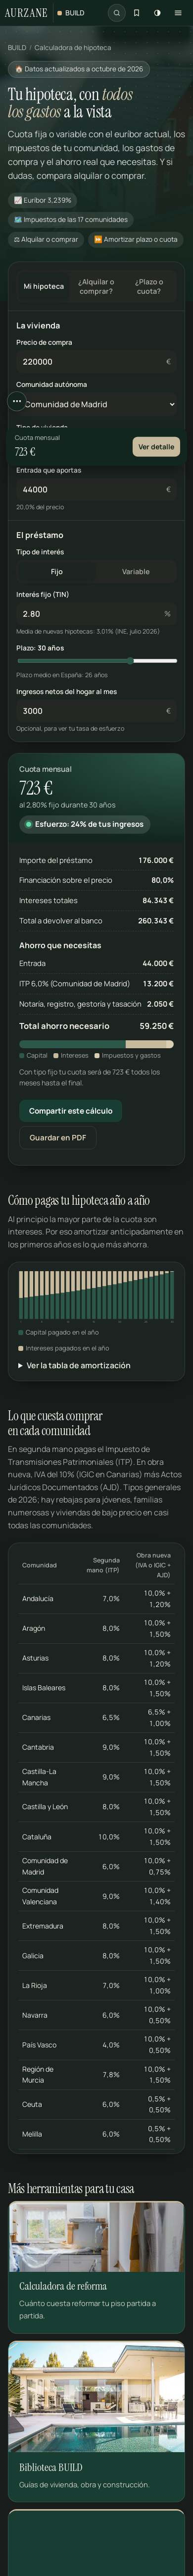 AURZANE
BUILD
BUILD / Calculadora de hipoteca
Datos actualizados a octubre de 2026
Tu hipoteca, con todos
los gastos a la vista
Cuota fija o variable con el euríbor actual, los
impuestos de tu comunidad, los gastos de
compra y el ahorro real que necesitas. Y si
dudas, compara alquilar o comprar.
Euríbor 3,239%
Impuestos de las 17 comunidades
Alquilar o comprar
Amortizar plazo o cuota
Mi hipoteca
¿Alquilar o
comprar?
¿Plazo o
cuota?
La vivienda
Precio de compra
220000
€
Comunidad autónoma
Comunidad de Madrid
Cuota mensual
723 €
Ver detalle
Entrada que aportas
44000
€
20,0% del precio
El préstamo
Tipo de interés
Fijo
Variable
Interés fijo (TIN)
2.80
%
Media de nuevas hipotecas: 3,01% (INE, julio 2026)
Plazo: 30 años
Plazo medio en España: 26 años
Ingresos netos del hogar al mes
3000
€
Opcional, para ver tu tasa de esfuerzo
Cuota mensual
723 €
al 2,80% fijo durante 30 años
Esfuerzo: 24% de tus ingresos
Importe del préstamo 176.000 €
Financiación sobre el precio 80,0%
Intereses totales 84.343 €
Total a devolver al banco 260.343 €
Ahorro que necesitas
Entrada 44.000 €
ITP 6,0% (Comunidad de Madrid) 13.200 €
Notaría, registro, gestoría y tasación 2.050 €
Total ahorro necesario 59.250 €
Capital Intereses Impuestos y gastos
Con tipo fijo tu cuota será de 723 € todos los
meses hasta el final.
Compartir este cálculo
Guardar en PDF
Cómo pagas tu hipoteca año a año
Al principio la mayor parte de la cuota son
intereses. Por eso amortizar anticipadamente en
los primeros años es lo que más ahorra.
Capital pagado en el año
Intereses pagados en el año
Ver la tabla de amortización
Lo que cuesta comprar
en cada comunidad
En segunda mano pagas el Impuesto de
Transmisiones Patrimoniales (ITP). En obra
nueva, IVA del 10% (IGIC en Canarias) más Actos
Jurídicos Documentados (AJD). Tipos generales
de 2026; hay rebajas para jóvenes, familias
numerosas y viviendas de bajo precio en casi
todas las comunidades.
Comunidad
Segunda
mano (ITP)
Obra nueva
(IVA o IGIC +
AJD)
Andalucía 7,0% 10,0% +
1,20%
Aragón 8,0% 10,0% +
1,50%
Asturias 8,0% 10,0% +
1,20%
Islas Baleares 8,0% 10,0% +
1,50%
Canarias 6,5% 6,5% +
1,00%
Cantabria 9,0% 10,0% +
1,50%
Castilla-La
Mancha
9,0% 10,0% +
1,50%
Castilla y León 8,0% 10,0% +
1,50%
Cataluña 10,0% 10,0% +
1,50%
Comunidad de
Madrid
6,0% 10,0% +
0,75%
Comunidad
Valenciana
9,0% 10,0% +
1,40%
Extremadura 8,0% 10,0% +
1,50%
Galicia 8,0% 10,0% +
1,50%
La Rioja 7,0% 10,0% +
1,00%
Navarra 6,0% 10,0% +
0,50%
País Vasco 4,0% 10,0% +
0,50%
Región de
Murcia
7,8% 10,0% +
1,50%
Ceuta 6,0% 0,5% +
0,50%
Melilla 6,0% 0,5% +
0,50%
Más herramientas para tu casa
Calculadora de reforma
Cuánto cuesta reformar tu piso partida a
partida.
Biblioteca BUILD
Guías de vivienda, obra y construcción.